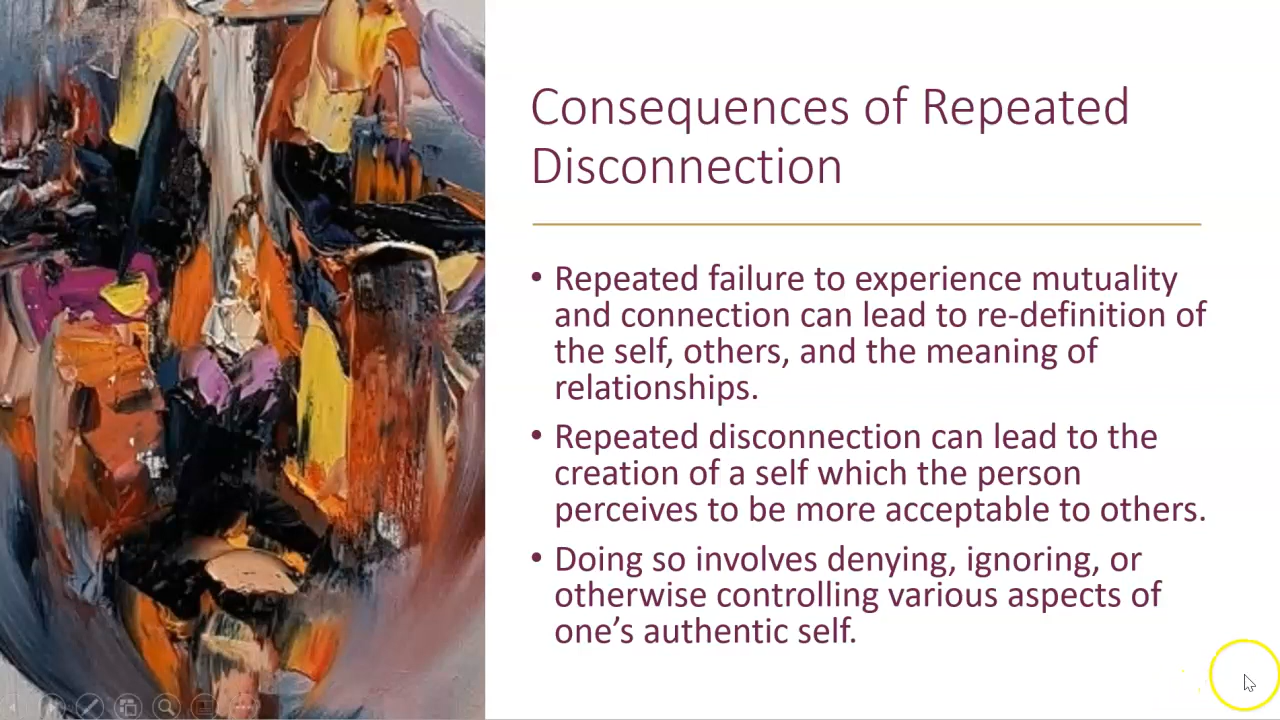 Consequences of Repeated
Disconnection
• Repeated failure to experience mutuality
and connection can lead to re-definition of
the self, others, and the meaning of
relationships.
• Repeated disconnection can lead to the
creation of a self which the person
perceives to be more acceptable to others.
• Doing so involves denying, ignoring, or
otherwise controlling various aspects of
one’s authentic self.